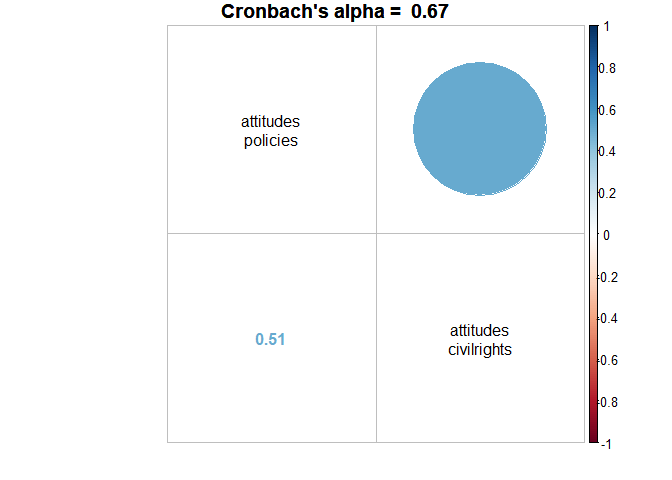 Cronbach's alpha =  0.67
attitudes
policies
0.51
attitudes
civilrights
1
0.8
0.6
0.4
0.2
0
-0.2
-0.4
-0.6
-0.8
-1